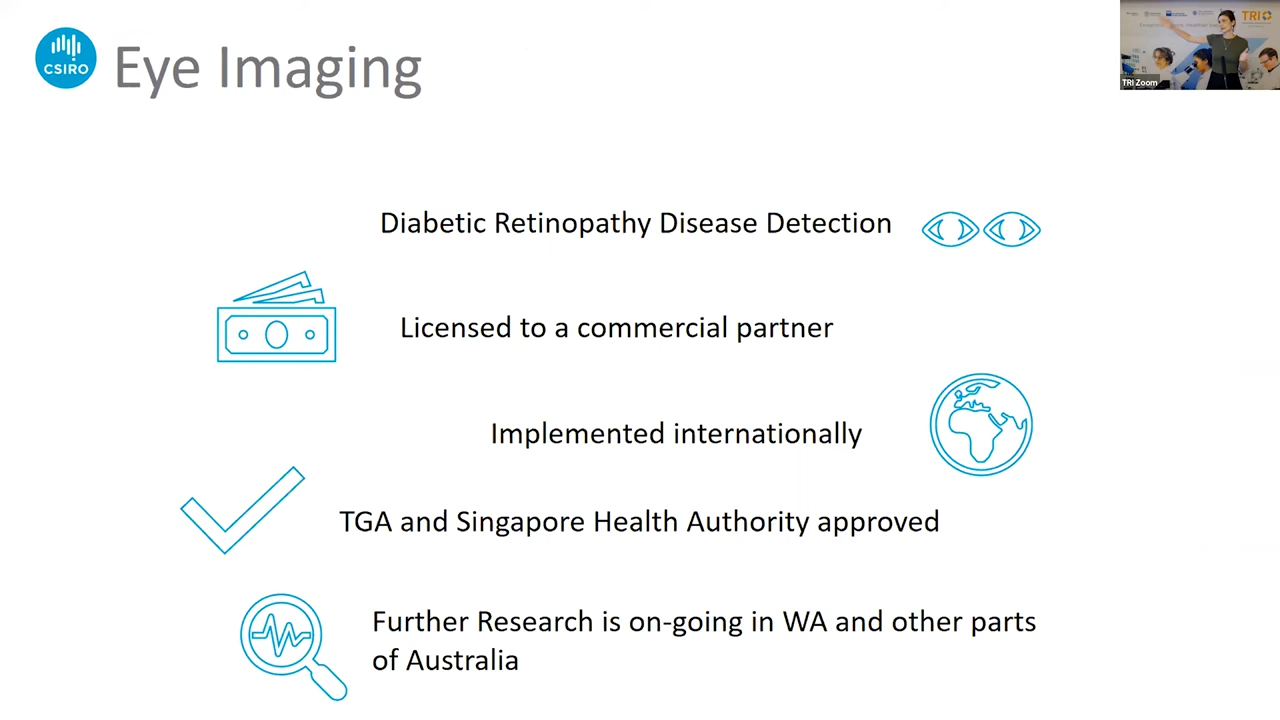 CSIRO
Eye Imaging
TRI
TRI Zoom
Diabetic Retinopathy Disease Detection
Licensed to a commercial partner
Implemented internationally
TGA and Singapore Health Authority approved
Further Research is on-going in WA and other parts
of Australia